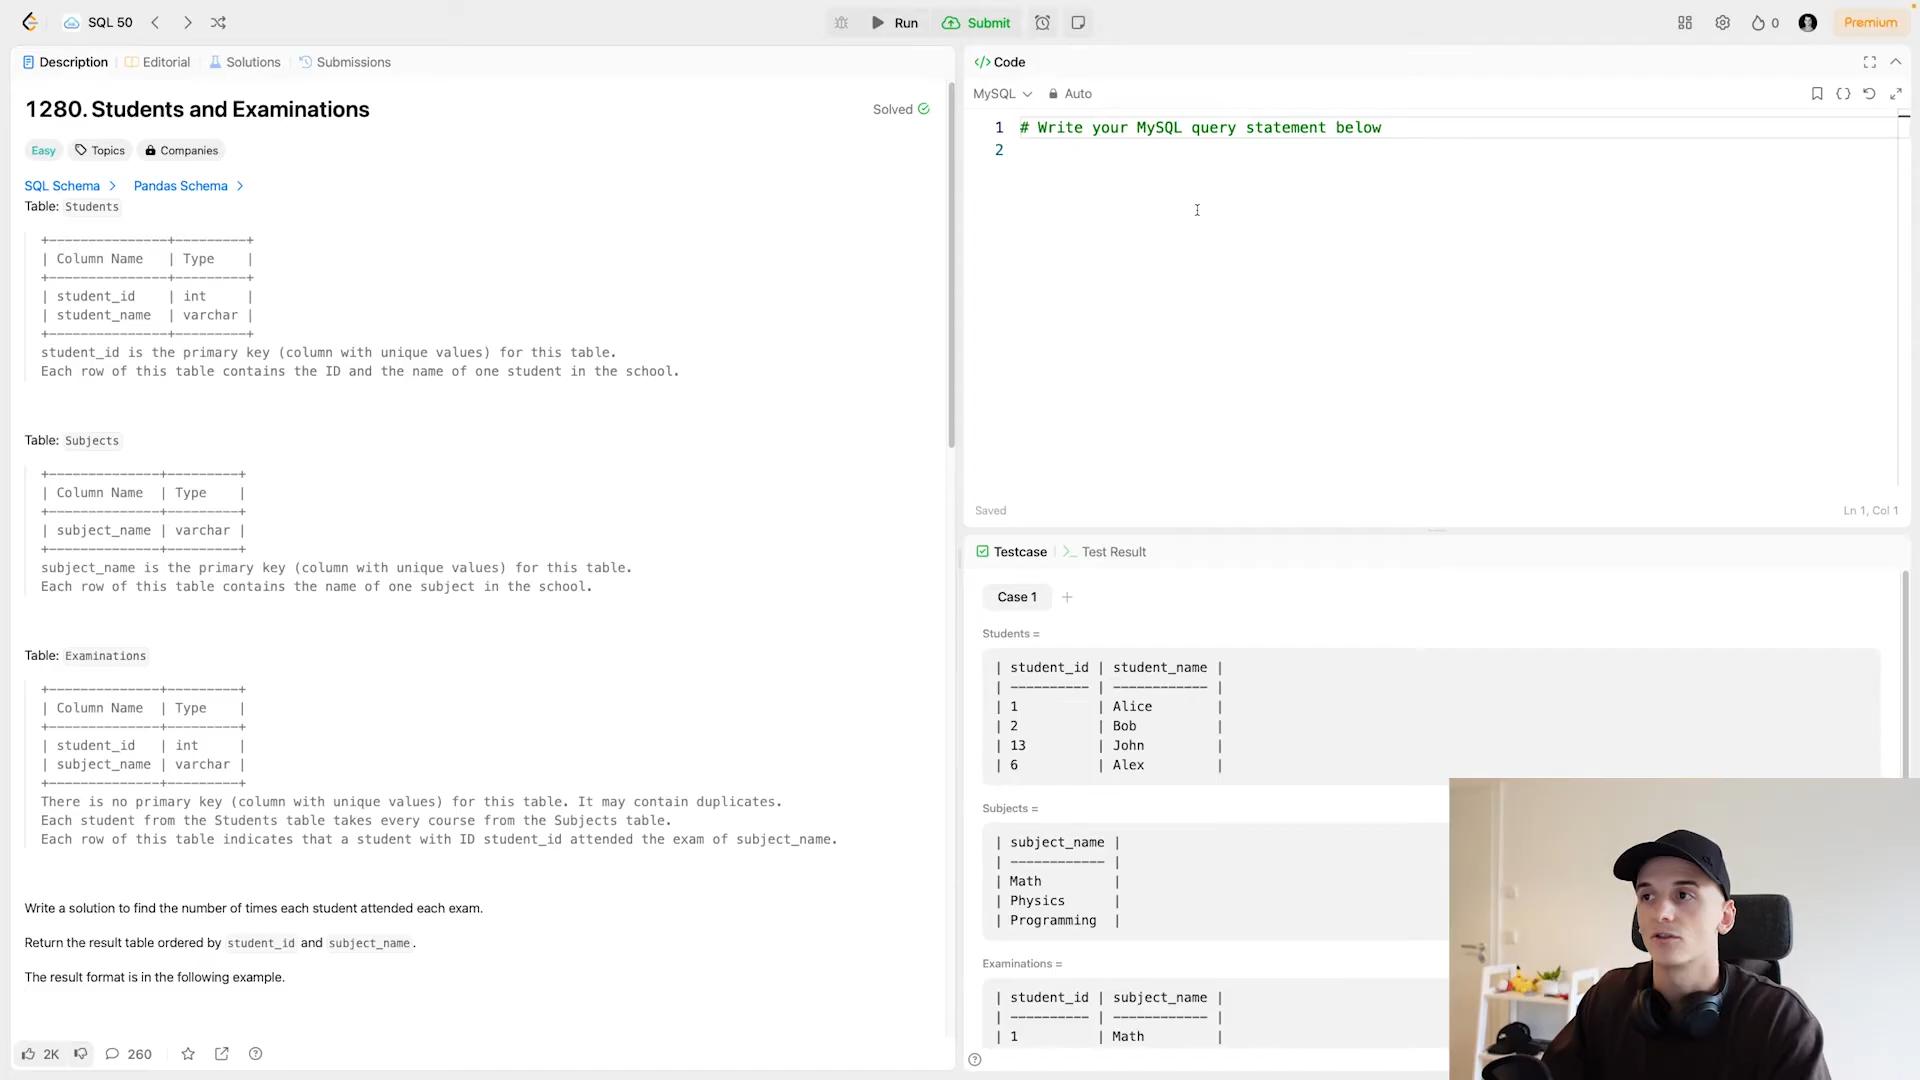 SQL 50
Run
Submit
0
Premium
Description
Editorial
Solutions
Submissions
1280. Students and Examinations
Solved
Easy
Topics
Companies
SQL Schema >
Pandas Schema >
Table: Students
+---------------+---------+
| Column Name   | Type    |
+---------------+---------+
| student_id    | int     |
| student_name  | varchar |
+---------------+---------+
student_id is the primary key (column with unique values) for this table.
Each row of this table contains the ID and the name of one student in the school.
Table: Subjects
+--------------+---------+
| Column Name  | Type    |
+--------------+---------+
| subject_name | varchar |
+--------------+---------+
subject_name is the primary key (column with unique values) for this table.
Each row of this table contains the name of one subject in the school.
Table: Examinations
+--------------+---------+
| Column Name  | Type    |
+--------------+---------+
| student_id   | int     |
| subject_name | varchar |
+--------------+---------+
There is no primary key (column with unique values) for this table. It may contain duplicates.
Each student from the Students table takes every course from the Subjects table.
Each row of this table indicates that a student with ID student_id attended the exam of subject_name.
Write a solution to find the number of times each student attended each exam.
Return the result table ordered by student_id and subject_name.
The result format is in the following example.
2K
260
</> Code
MySQL
Auto
1 # Write your MySQL query statement below
2
Saved
Ln 1, Col 1
Testcase
>_ Test Result
Case 1
+
Students =
| student_id | student_name |
| ---------- | ------------ |
| 1          | Alice        |
| 2          | Bob          |
| 13         | John         |
| 6          | Alex         |
Subjects =
| subject_name |
| ------------ |
| Math         |
| Physics      |
| Programming  |
Examinations =
| student_id | subject_name |
| ---------- | ------------ |
| 1          | Math         |